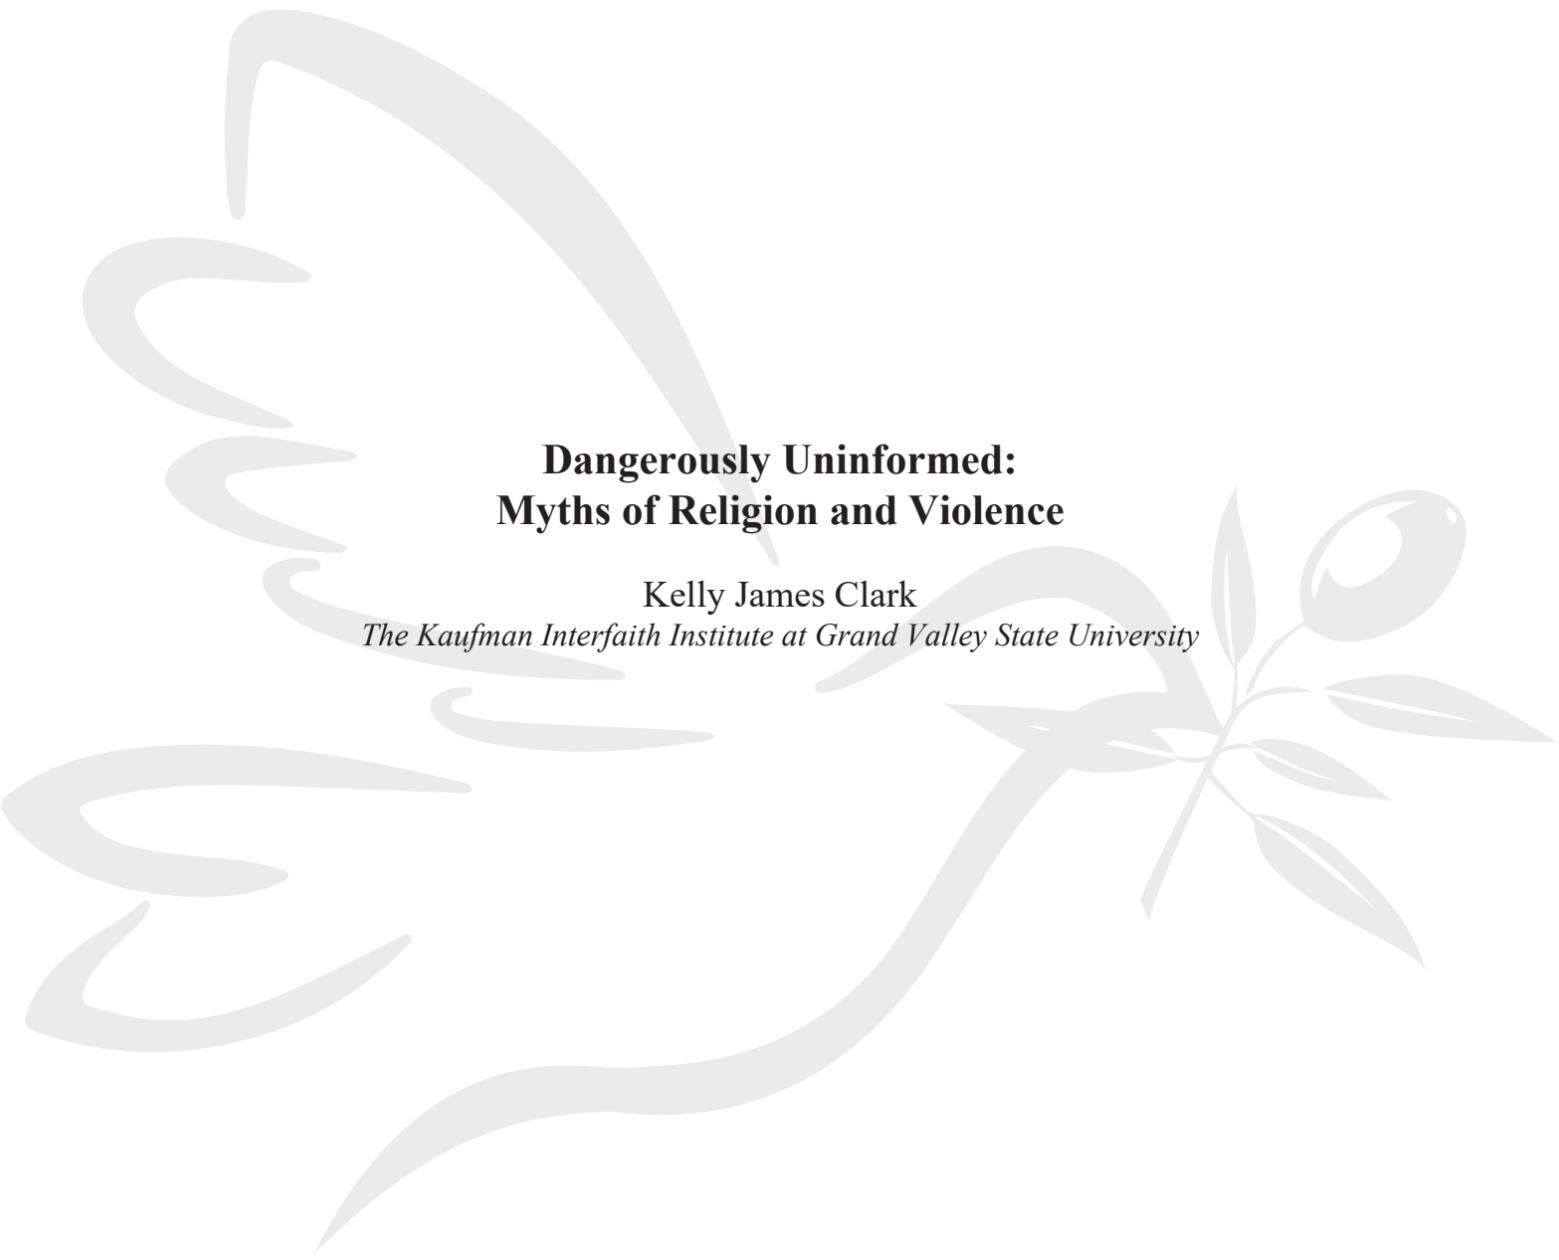 Dangerously Uninformed:
Myths of Religion and Violence
Kelly James Clark
The Kaufman Interfaith Institute at Grand Valley State University